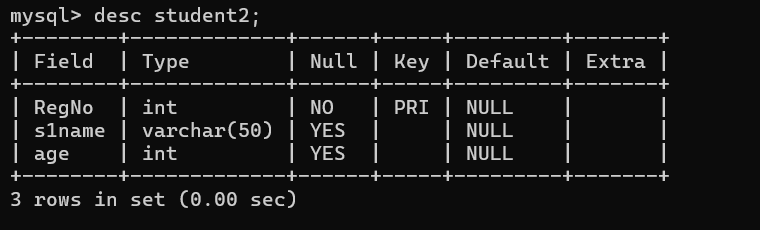 mysql> desc student2;
+---------+-------------+------+-----+---------+-------+
| Field   | Type        | Null | Key | Default | Extra |
+---------+-------------+------+-----+---------+-------+
| RegNo   | int         | NO   | PRI | NULL    |       |
| s1name  | varchar(50) | YES  |     | NULL    |       |
| age     | int         | YES  |     | NULL    |       |
+---------+-------------+------+-----+---------+-------+
3 rows in set (0.00 sec)